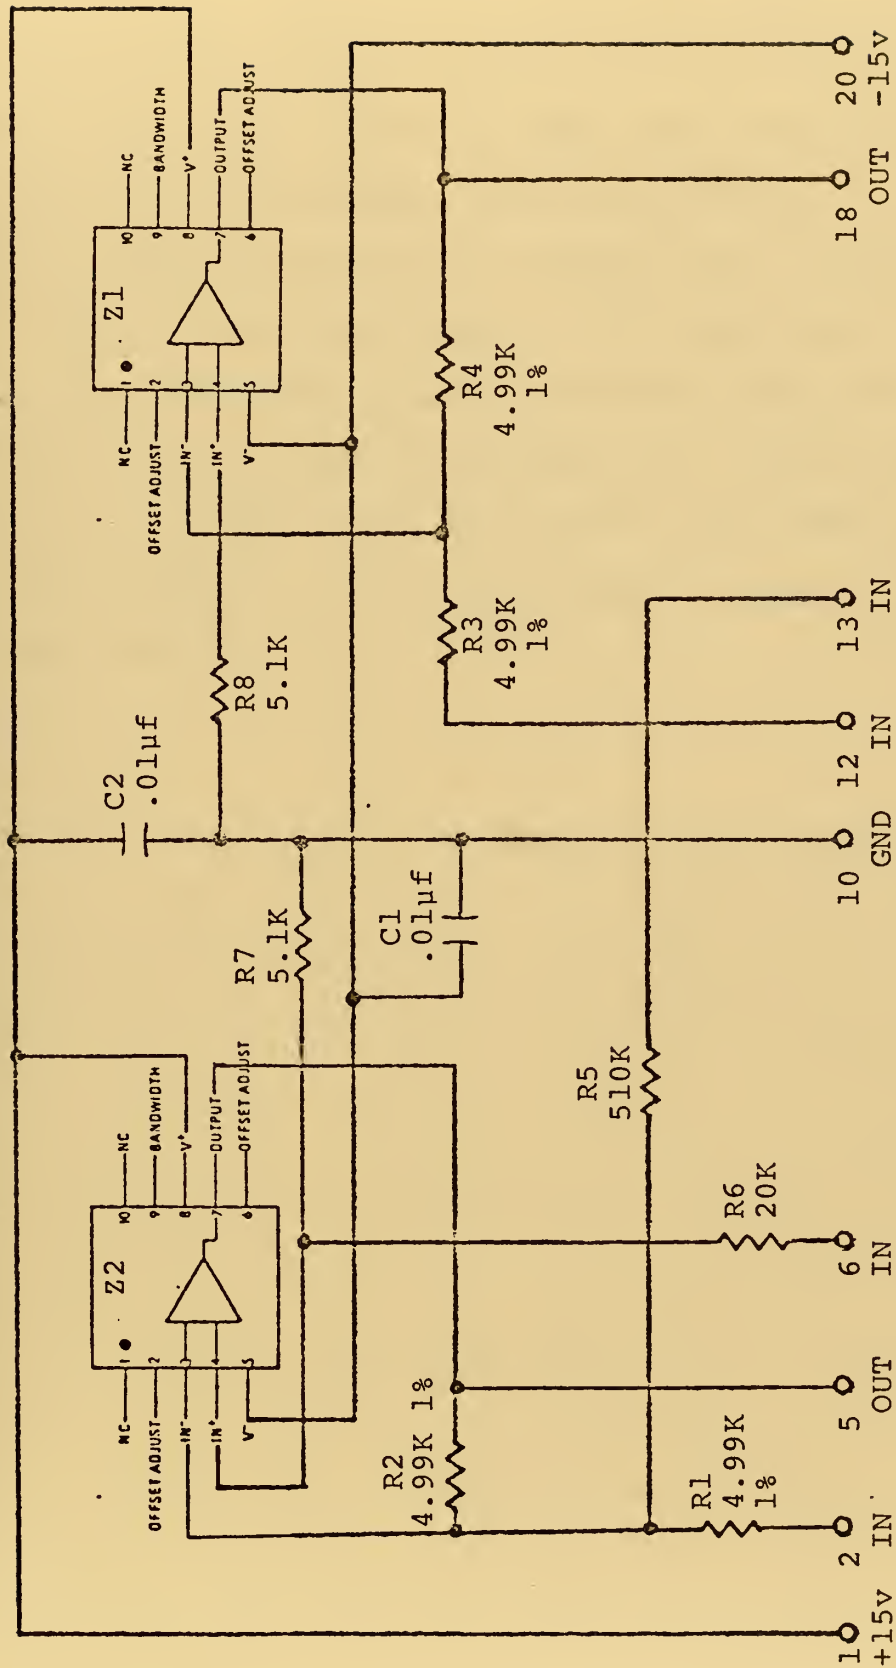 Z2
1
2
3
4
5
6
7
8
9
10
NC
OFFSET ADJUST
IN-
IN+
V-
NC
BANDWIDTH
V+
OUTPUT
OFFSET ADJUST
Z1
1
2
3
4
5
6
7
8
9
10
NC
OFFSET ADJUST
IN-
IN+
V-
NC
BANDWIDTH
V+
OUTPUT
OFFSET ADJUST
C2
.01µf
R7
5.1K
R8
5.1K
C1
.01µf
R2
4.99K 1%
R3
4.99K
1%
R4
4.99K
1%
R5
510K
R1
4.99K
1%
R6
20K
1
+15v
2 IN
5 OUT
6 IN
10 GND
12 IN
13 IN
18 OUT
20 -15v